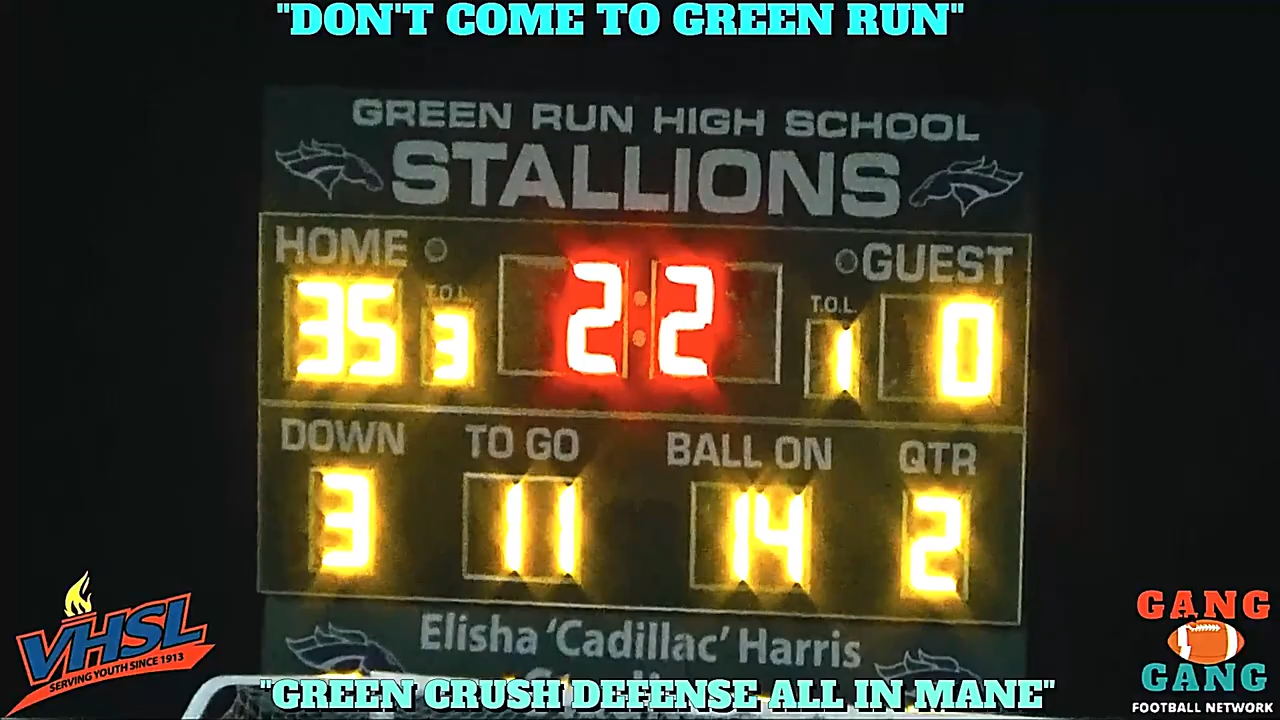 "DON'T COME TO GREEN RUN"
GREEN RUN HIGH SCHOOL
STALLIONS
HOME
GUEST
T.O.L.
T.O.L.
35
3
2:2
1
0
DOWN
TO GO
BALL ON
QTR
3
11
14
2
Elisha 'Cadillac' Harris
"GREEN CRUSH DEFENSE ALL IN MANE"
VHSL
SERVING YOUTH SINCE 1913
GANG
GANG
FOOTBALL NETWORK